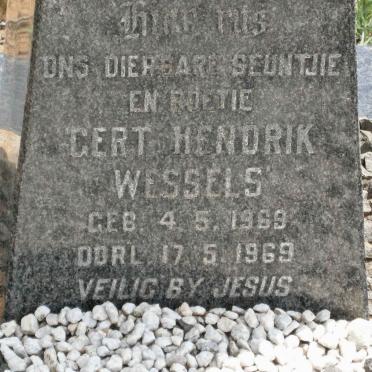 Hier rus
ONS DIERBARE SEUNTJIE
EN BOETIE
GERT HENDRIK
WESSELS
GEB. 4.5.1969
OORL. 17.5.1969
VEILIG BY JESUS